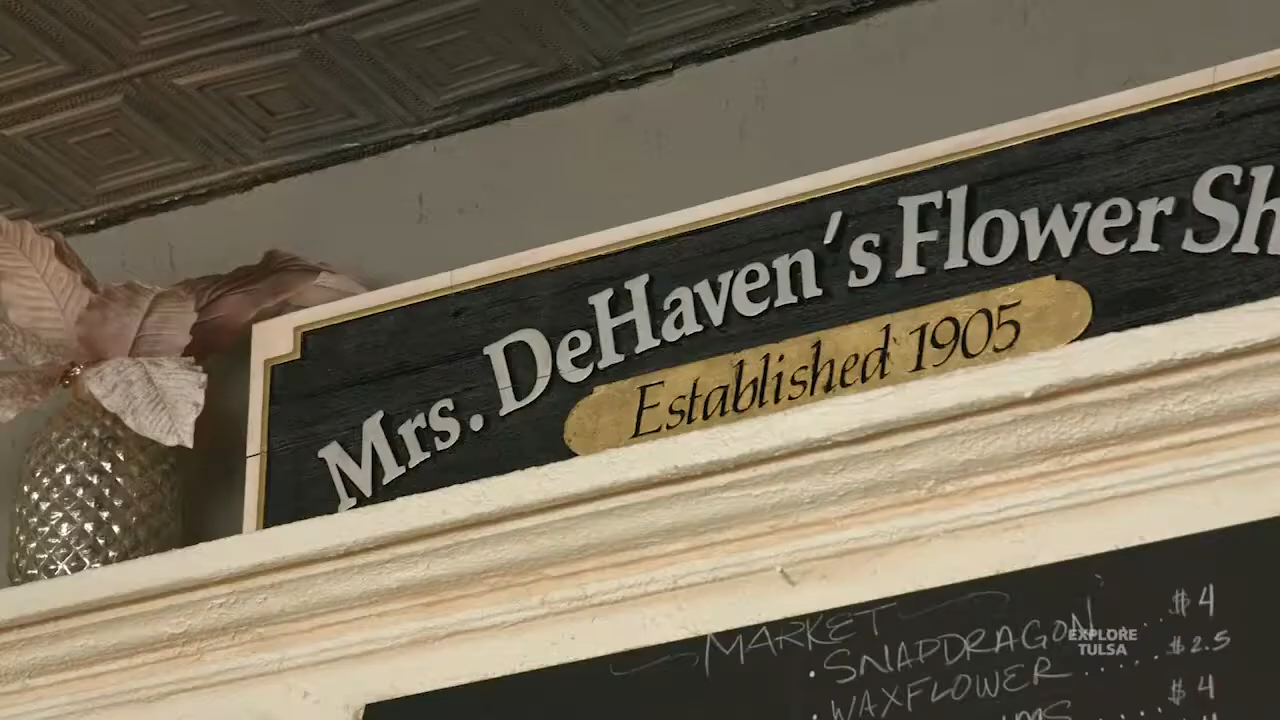 Mrs. DeHaven's Flower Sh
Established 1905
MARKET
· SNAPDRAGON.. $4
· WAXFLOWER..... $2.5
$4
EXPLORE
TULSA